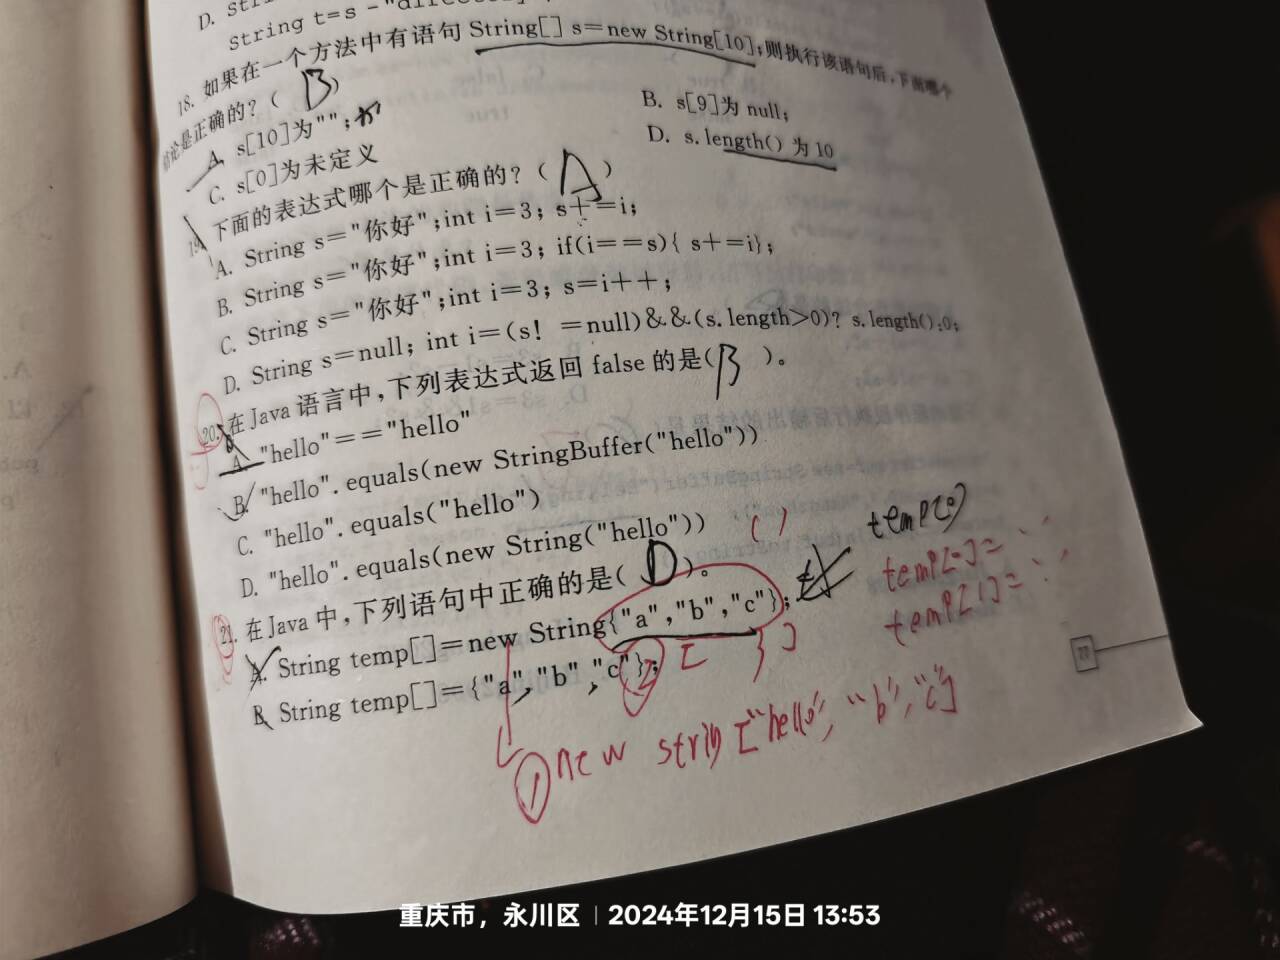 D. Stri
String t=s-"
18. 如果在一个方法中有语句 String[] s=new String[10];则执行该语句后,下面哪个
结论是正确的?( B )
A. s[10]为"";
B. s[9]为 null;
C. s[0]为未定义
D. s.length() 为 10
19. 下面的表达式哪个是正确的?( A )
A. String s="你好";int i=3; s+=i;
B. String s="你好";int i=3; if(i==s){ s+=i};
C. String s="你好";int i=3; s=i++;
D. String s=null; int i=(s! =null)&&(s.length>0)? s.length():0;
20. 在 Java 语言中,下列表达式返回 false 的是( B )。
A. "hello"=="hello"
B. "hello".equals(new StringBuffer("hello"))
C. "hello".equals("hello")
D. "hello".equals(new String("hello"))
( )
temp[0]
21. 在 Java 中,下列语句中正确的是( D )。
temp[0]=
A. String temp[]=new String{"a","b","c"};
temp[1]=
B. String temp[]={"a","b","c"};
② [ } ]
① new string ["hello", "b", "c"]
77
重庆市，永川区 | 2024年12月15日 13:53